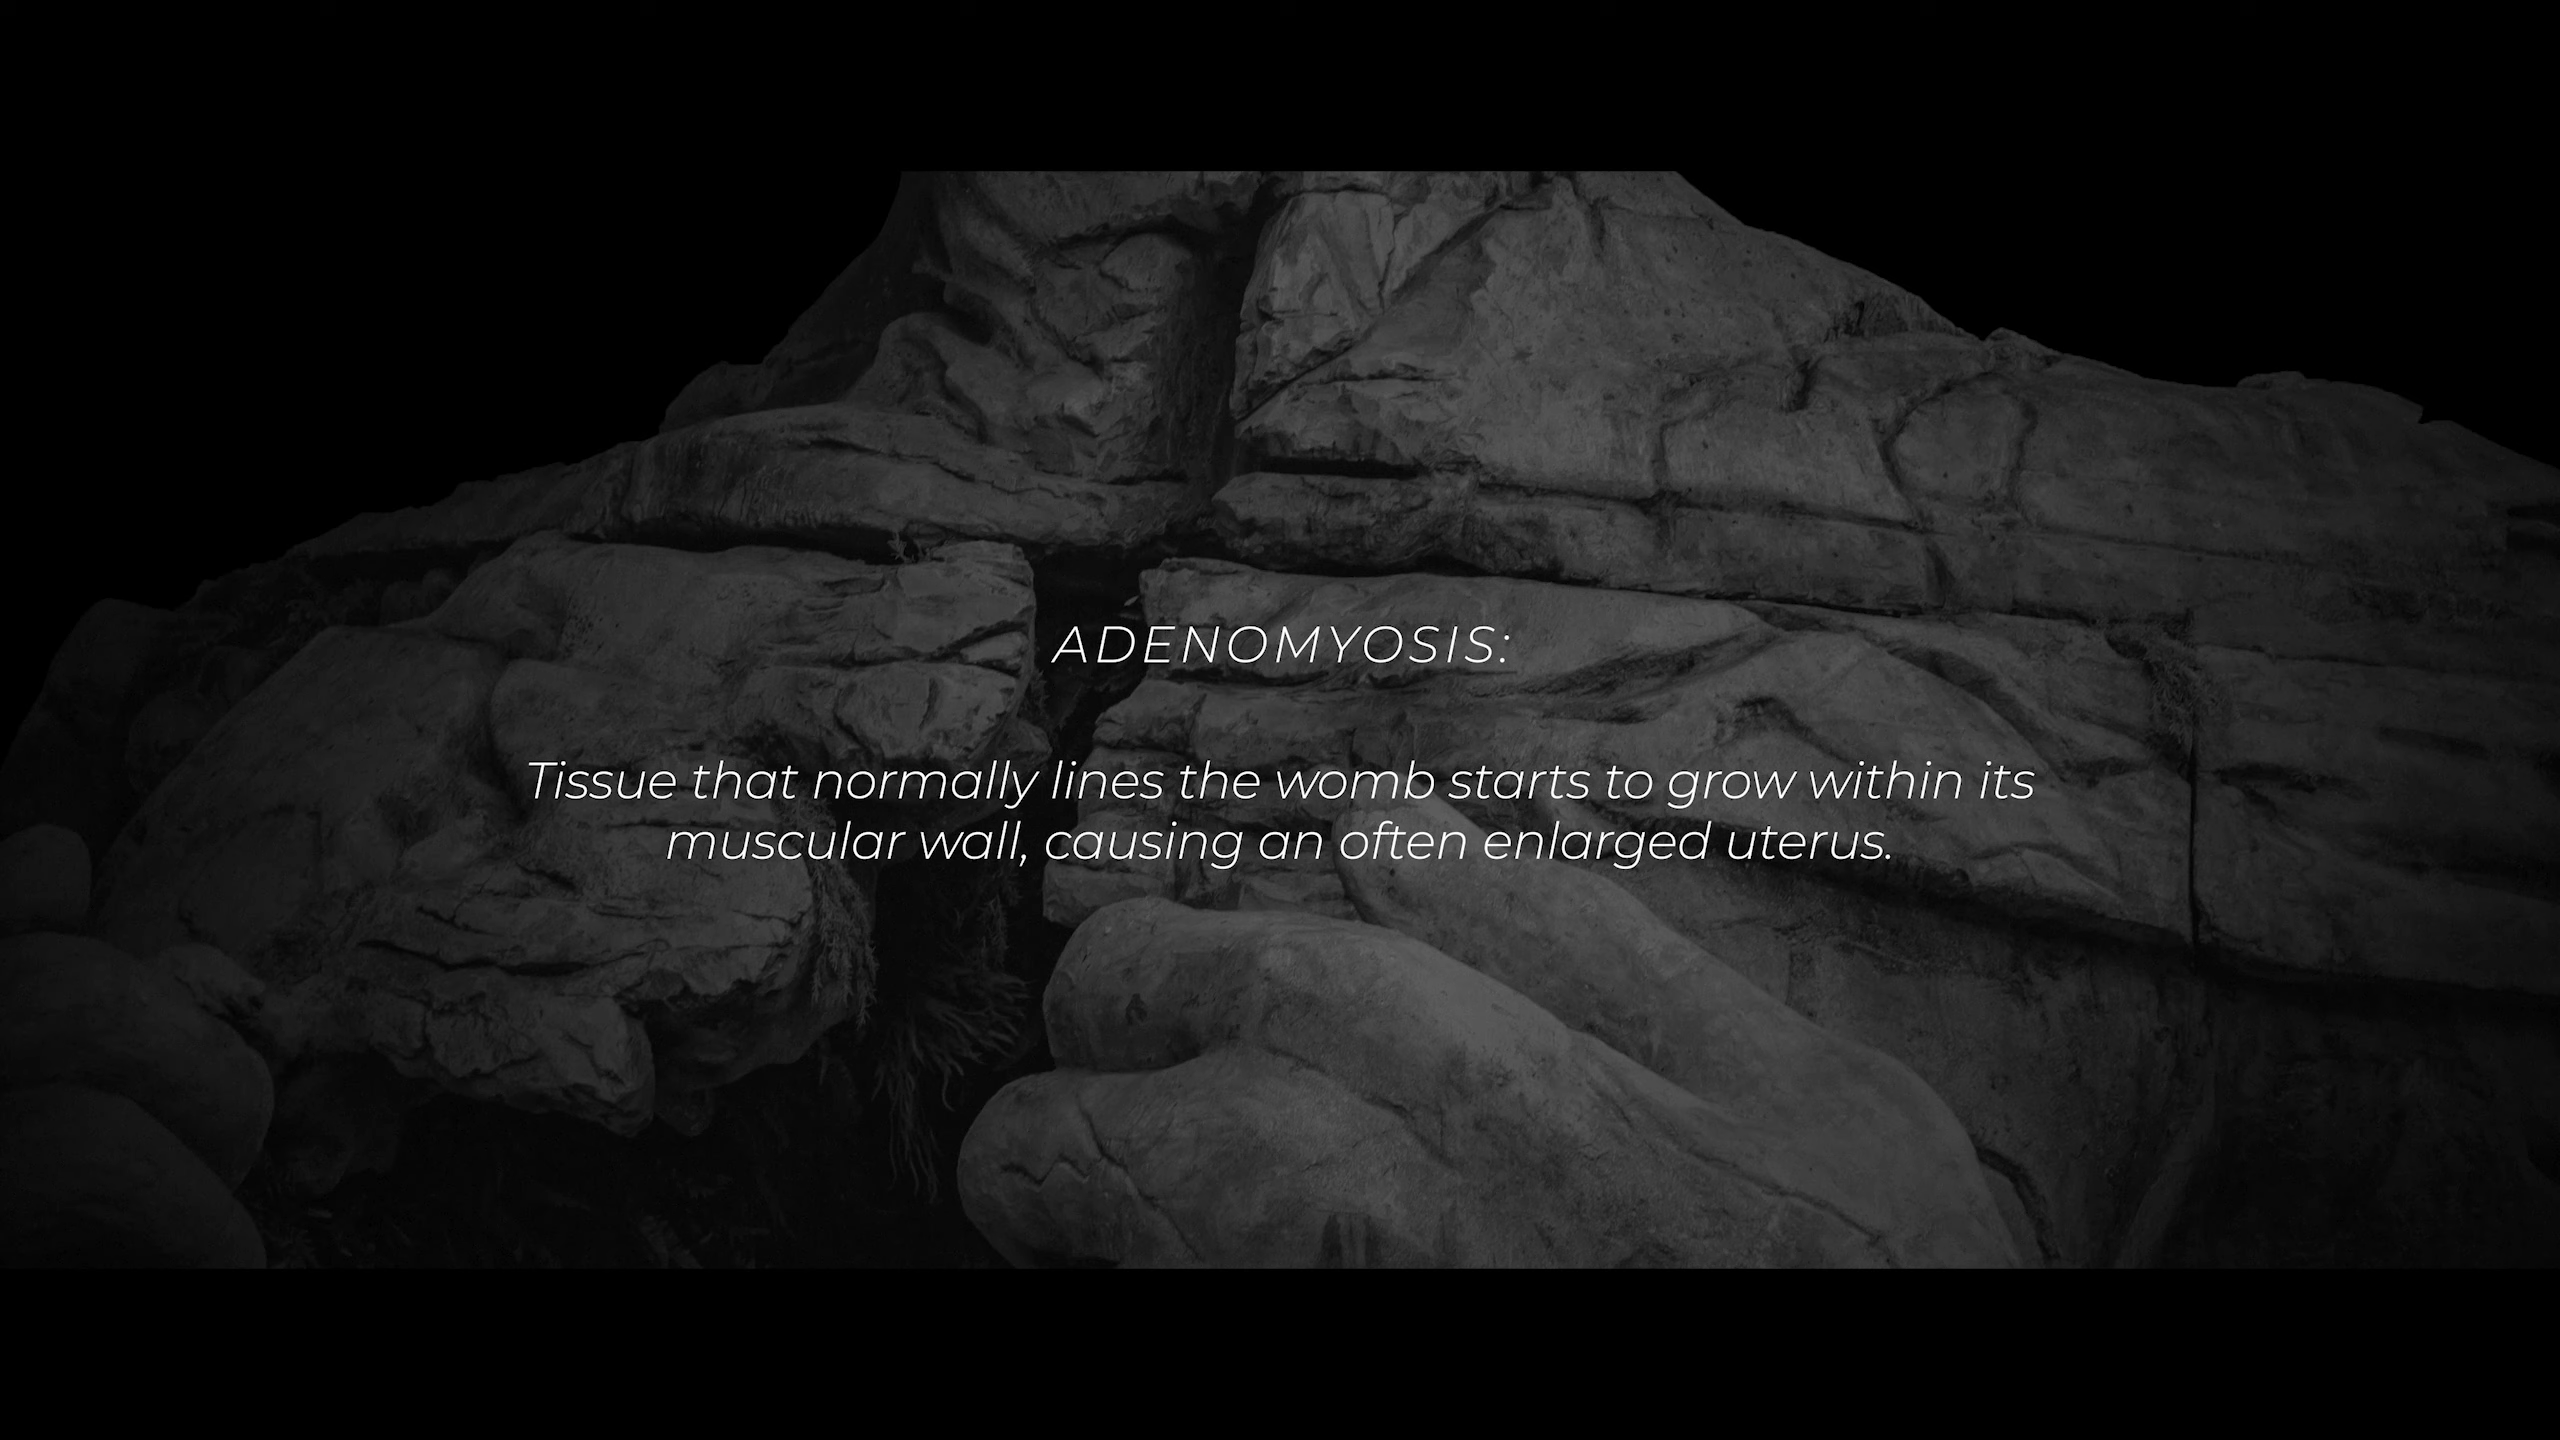 ADENOMYOSIS:
Tissue that normally lines the womb starts to grow within its
muscular wall, causing an often enlarged uterus.